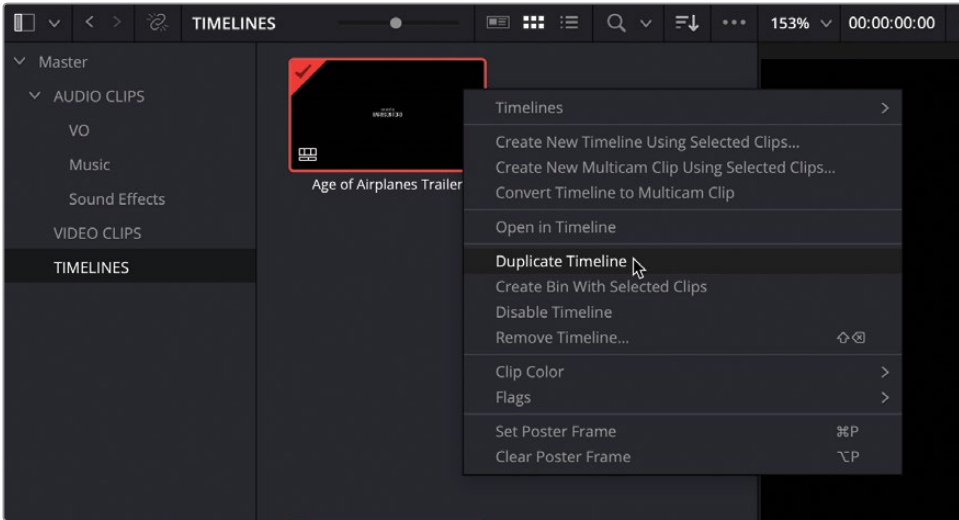 TIMELINES
153%
00:00:00:00
Master
AUDIO CLIPS
VO
Music
Sound Effects
VIDEO CLIPS
TIMELINES
Age of Airplanes Trailer
Timelines
Create New Timeline Using Selected Clips...
Create New Multicam Clip Using Selected Clips...
Convert Timeline to Multicam Clip
Open in Timeline
Duplicate Timeline
Create Bin With Selected Clips
Disable Timeline
Remove Timeline... ⇧⌫
Clip Color
Flags
Set Poster Frame ⌘P
Clear Poster Frame ⌥P